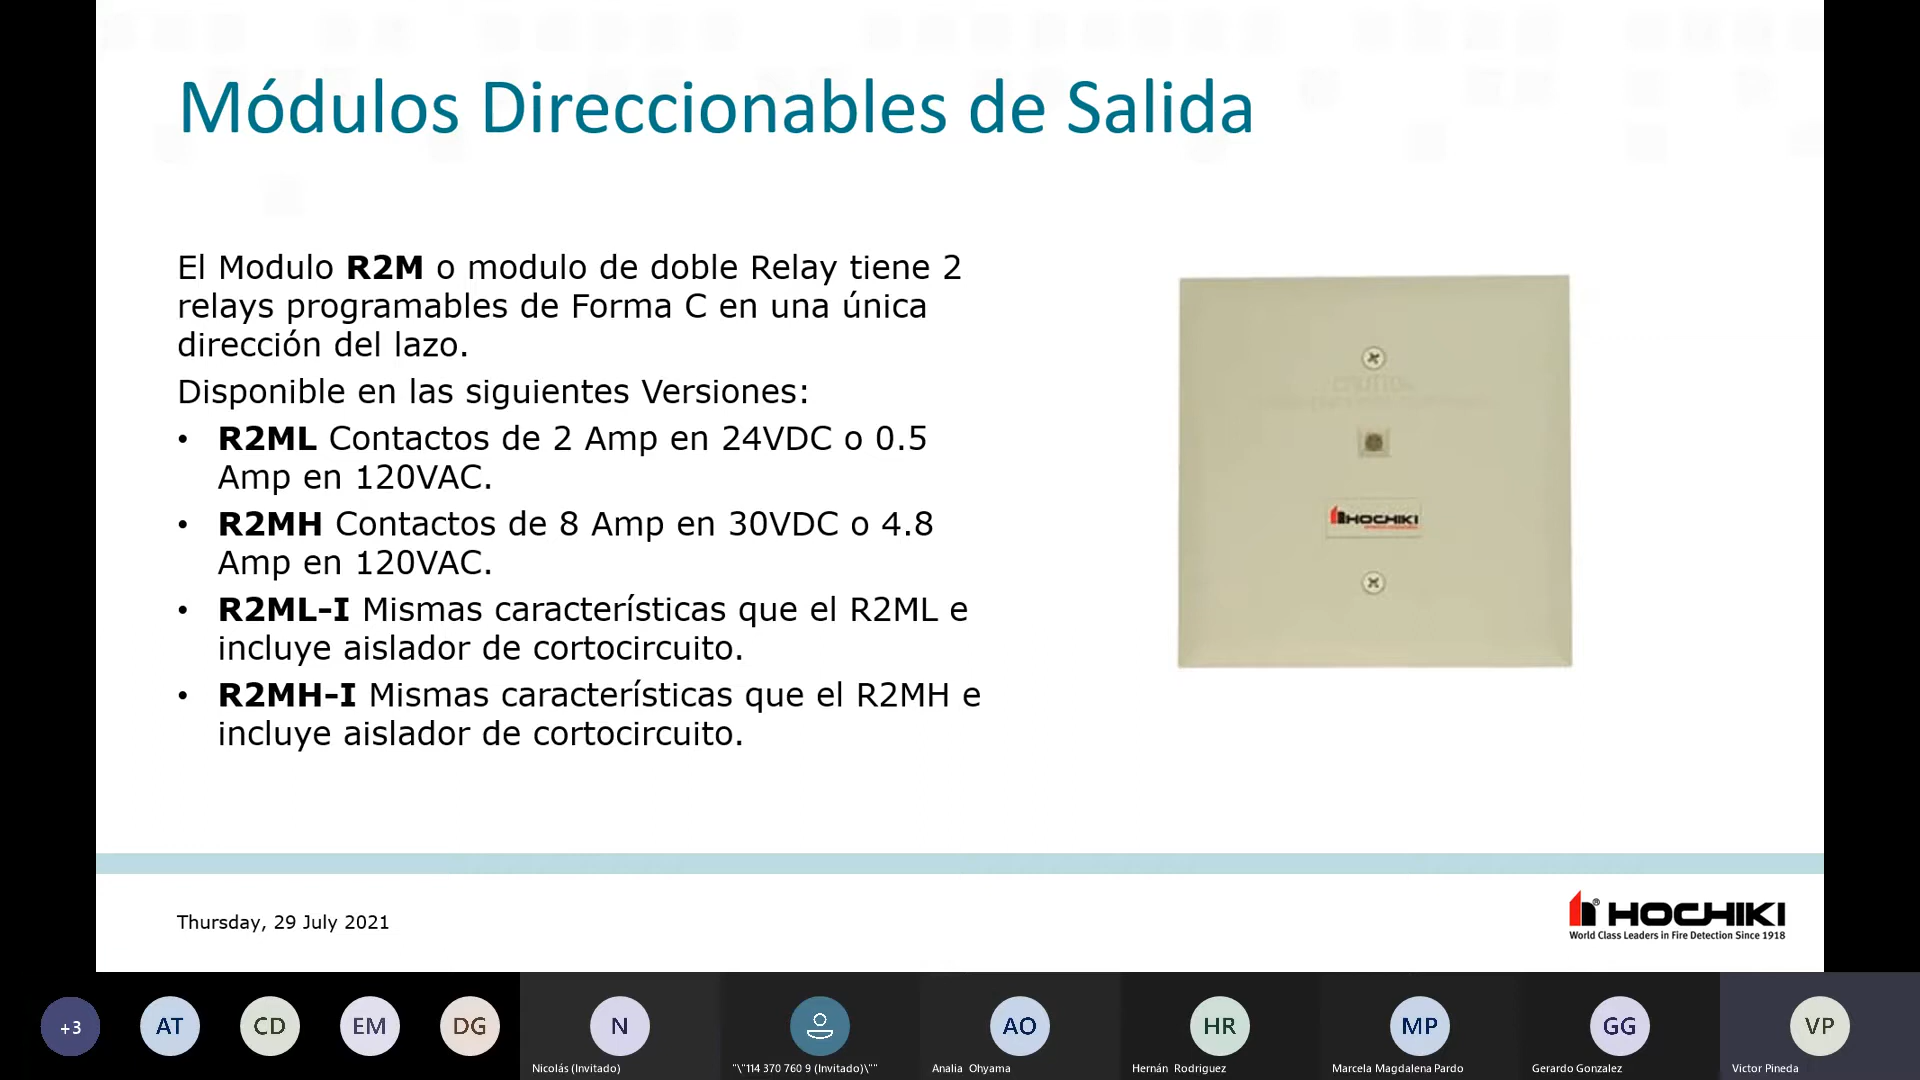 Módulos Direccionables de Salida
El Modulo R2M o modulo de doble Relay tiene 2
relays programables de Forma C en una única
dirección del lazo.
Disponible en las siguientes Versiones:
• R2ML Contactos de 2 Amp en 24VDC o 0.5
Amp en 120VAC.
• R2MH Contactos de 8 Amp en 30VDC o 4.8
Amp en 120VAC.
• R2ML-I Mismas características que el R2ML e
incluye aislador de cortocircuito.
• R2MH-I Mismas características que el R2MH e
incluye aislador de cortocircuito.
HOCHIKI
Thursday, 29 July 2021
® HOCHIKI
World Class Leaders in Fire Detection Since 1918
+3
AT
CD
EM
DG
N
AO
HR
MP
GG
VP
Nicolás (Invitado)
"\"114 370 760 9 (Invitado)\""
Analia Ohyama
Hernán Rodriguez
Marcela Magdalena Pardo
Gerardo Gonzalez
Victor Pineda